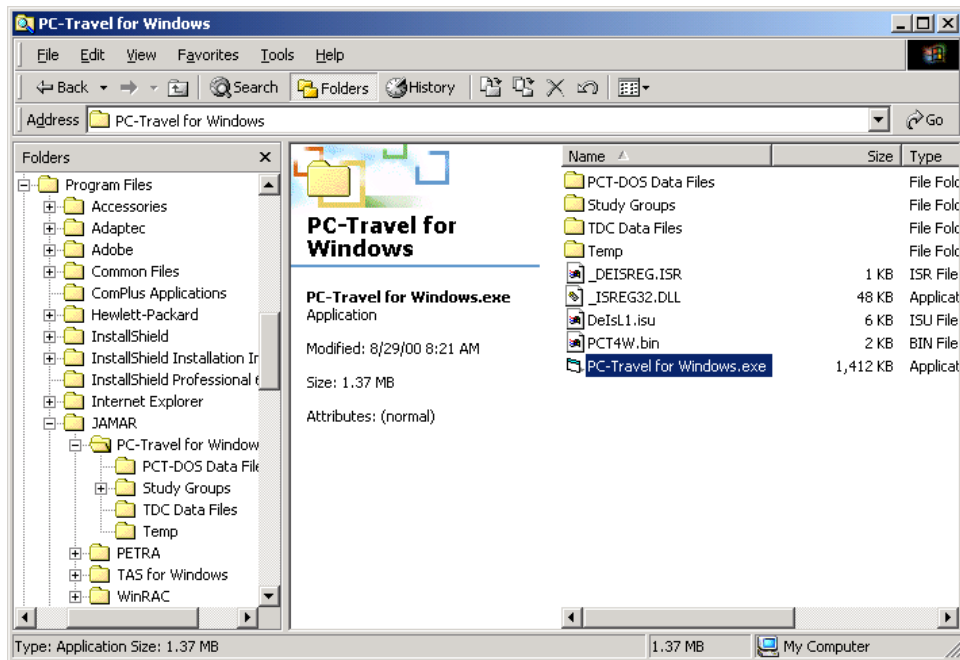 PC-Travel for Windows
File Edit View Favorites Tools Help
Back Search Folders History
Address PC-Travel for Windows Go
Folders
Program Files
Accessories
Adaptec
Adobe
Common Files
ComPlus Applications
Hewlett-Packard
InstallShield
InstallShield Installation Ir
InstallShield Professional 6
Internet Explorer
JAMAR
PC-Travel for Window
PCT-DOS Data File
Study Groups
TDC Data Files
Temp
PETRA
TAS for Windows
WinRAC
PC-Travel for
Windows
PC-Travel for Windows.exe
Application
Modified: 8/29/00 8:21 AM
Size: 1.37 MB
Attributes: (normal)
Name Size Type
PCT-DOS Data Files File Fold
Study Groups File Fold
TDC Data Files File Fold
Temp File Fold
_DEISREG.ISR 1 KB ISR File
_ISREG32.DLL 48 KB Applicat
DeIsL1.isu 6 KB ISU File
PCT4W.bin 2 KB BIN File
PC-Travel for Windows.exe 1,412 KB Applicat
Type: Application Size: 1.37 MB 1.37 MB My Computer